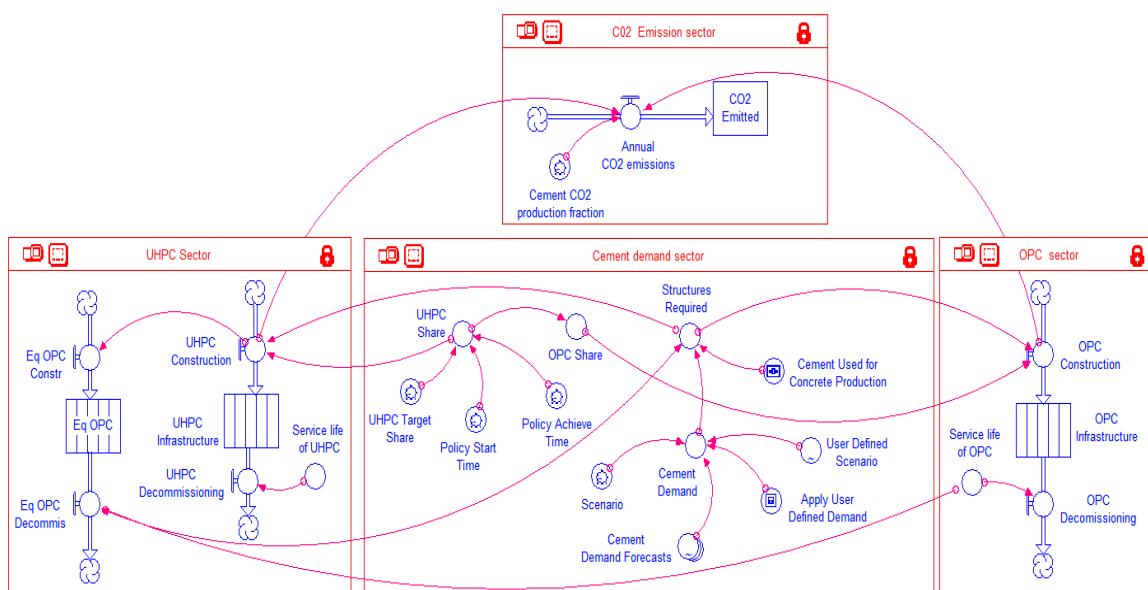 C02 Emission sector
CO2
Emitted
Annual
CO2 emissions
Cement CO2
production fraction
UHPC Sector
Eq OPC
Constr
UHPC
Construction
Eq OPC
UHPC
Infrastructure
Service life
of UHPC
UHPC
Decommissioning
Eq OPC
Decommis
Cement demand sector
Structures
Required
UHPC
Share
OPC Share
Cement Used for
Concrete Production
UHPC Target
Share
Policy Start
Time
Policy Achieve
Time
User Defined
Scenario
Cement
Demand
Scenario
Apply User
Defined Demand
Cement
Demand Forecasts
~
~
OPC sector
OPC
Construction
OPC
Infrastructure
Service life
of OPC
OPC
Decomissioning